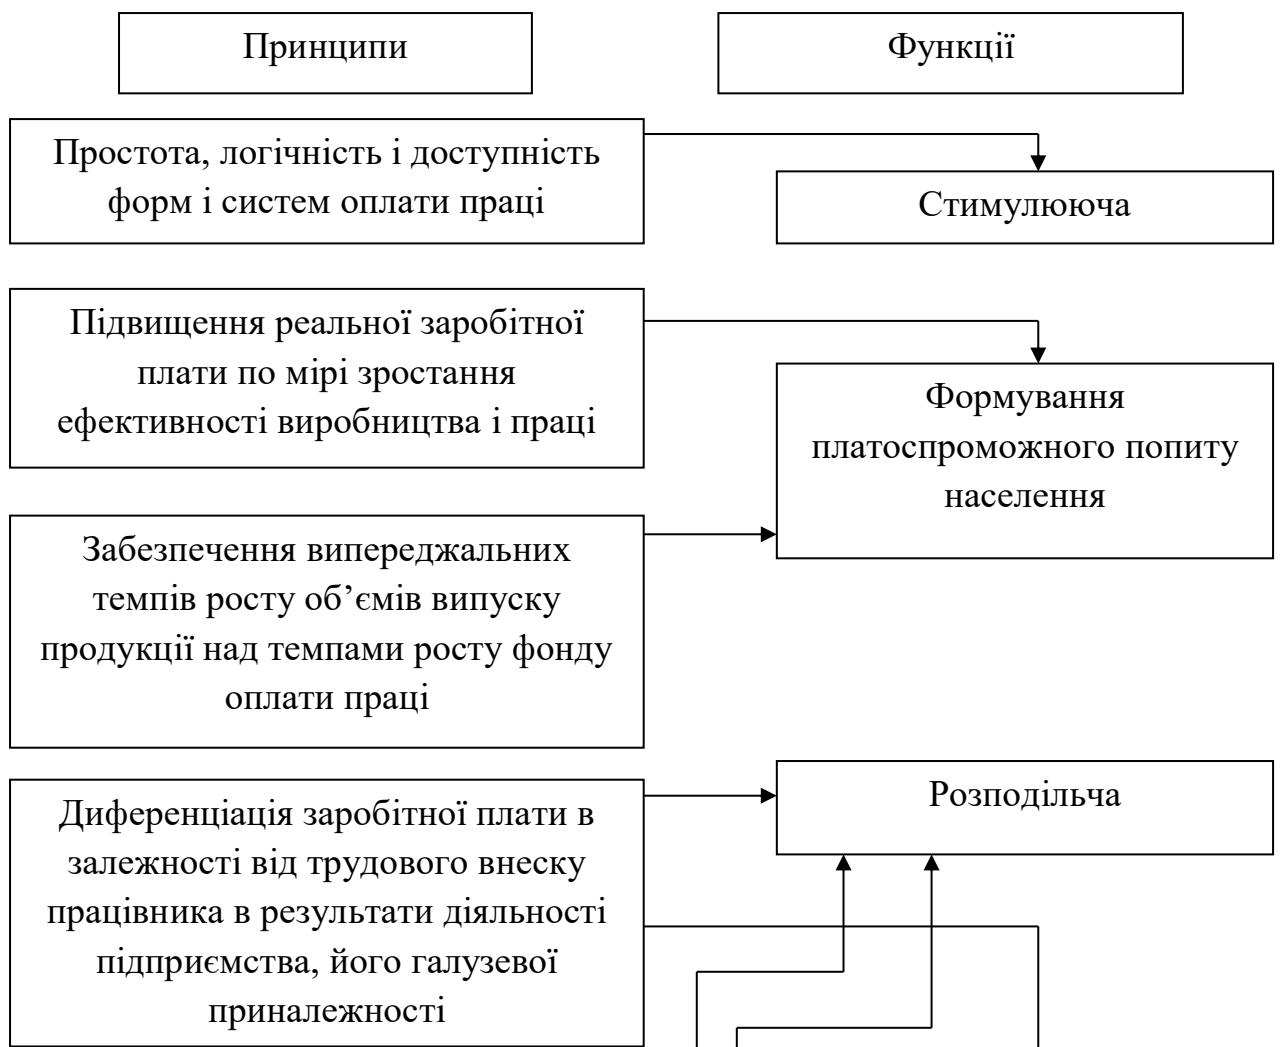 Принципи
Функції
Простота, логічність і доступність
форм і систем оплати праці
Стимулююча
Підвищення реальної заробітної
плати по мірі зростання
ефективності виробництва і праці
Формування
платоспроможного попиту
населення
Забезпечення випереджальних
темпів росту об’ємів випуску
продукції над темпами росту фонду
оплати праці
Розподільча
Диференціація заробітної плати в
залежності від трудового внеску
працівника в результати діяльності
підприємства, його галузевої
приналежності